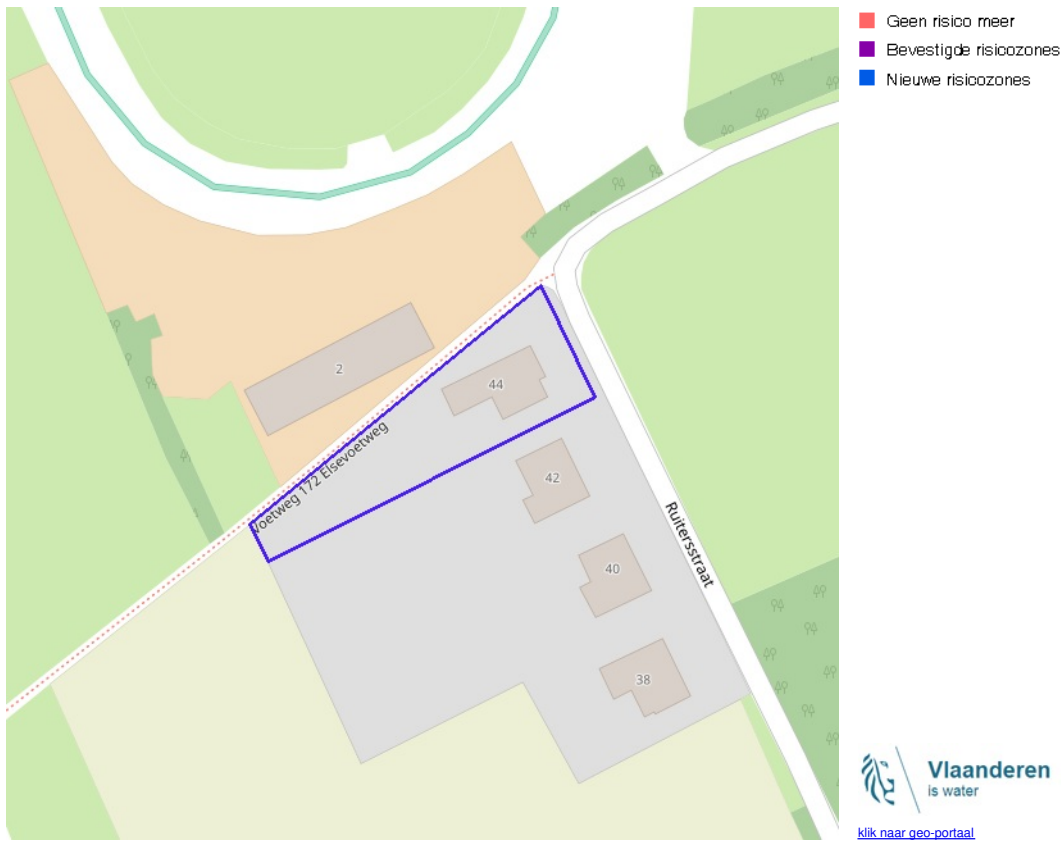 Geen risico meer
Bevestigde risicozones
Nieuwe risicozones
2
44
Voetweg 172 Elsevoetweg
42
Ruitersstraat
40
38
Vlaanderen
is water
klik naar geo-portaal